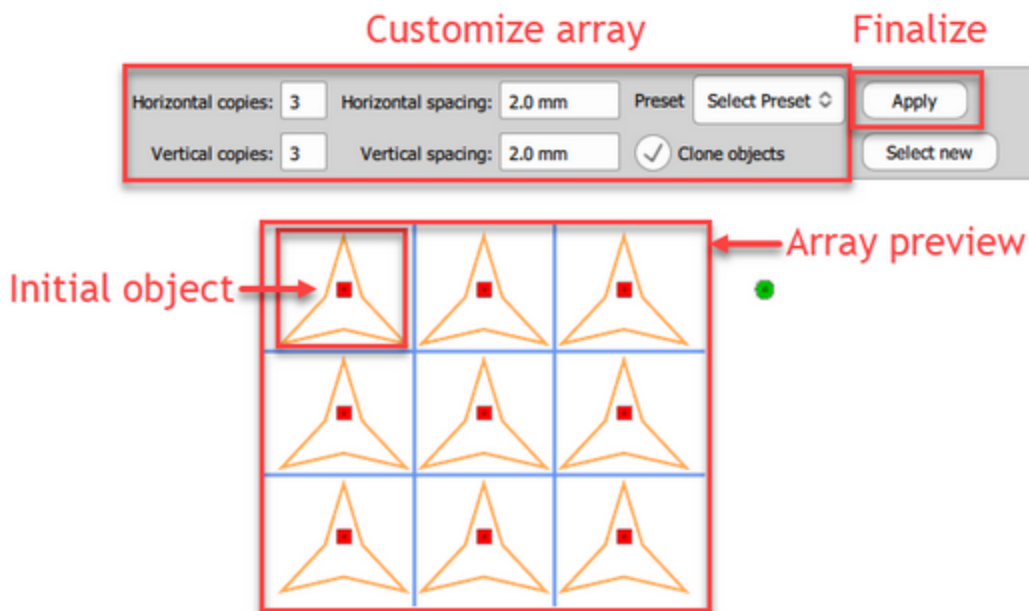 Customize array Finalize
Horizontal copies: 3 Horizontal spacing: 2.0 mm Preset Select Preset Apply
Vertical copies: 3 Vertical spacing: 2.0 mm Clone objects Select new
Array preview
Initial object